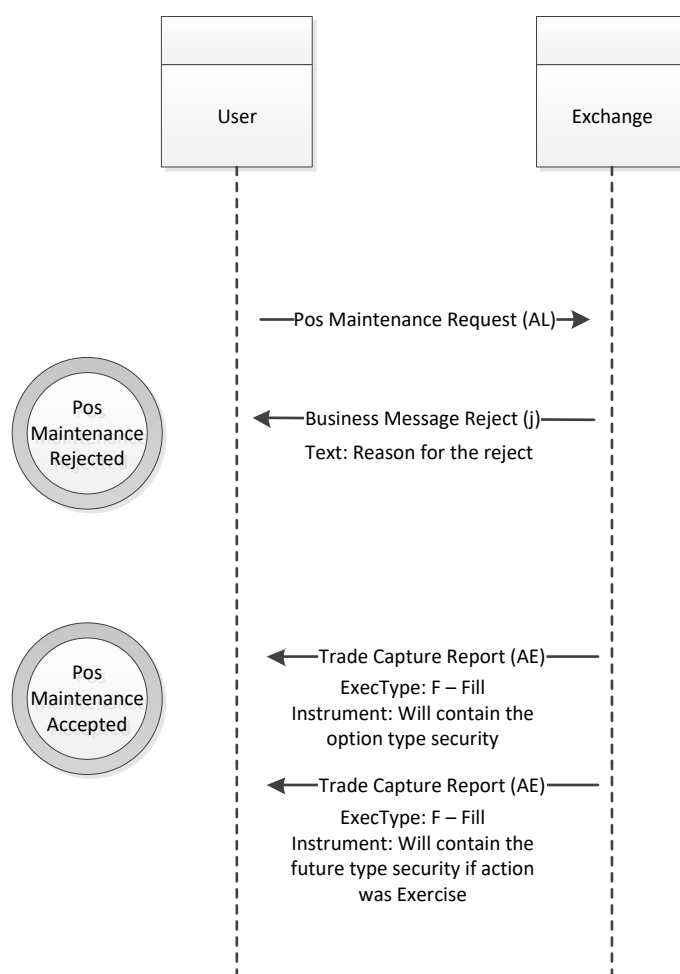 User
Exchange
Pos Maintenance Request (AL)
Pos
Maintenance
Rejected
Business Message Reject (j)
Text: Reason for the reject
Pos
Maintenance
Accepted
Trade Capture Report (AE)
ExecType: F – Fill
Instrument: Will contain the
option type security
Trade Capture Report (AE)
ExecType: F – Fill
Instrument: Will contain the
future type security if action
was Exercise